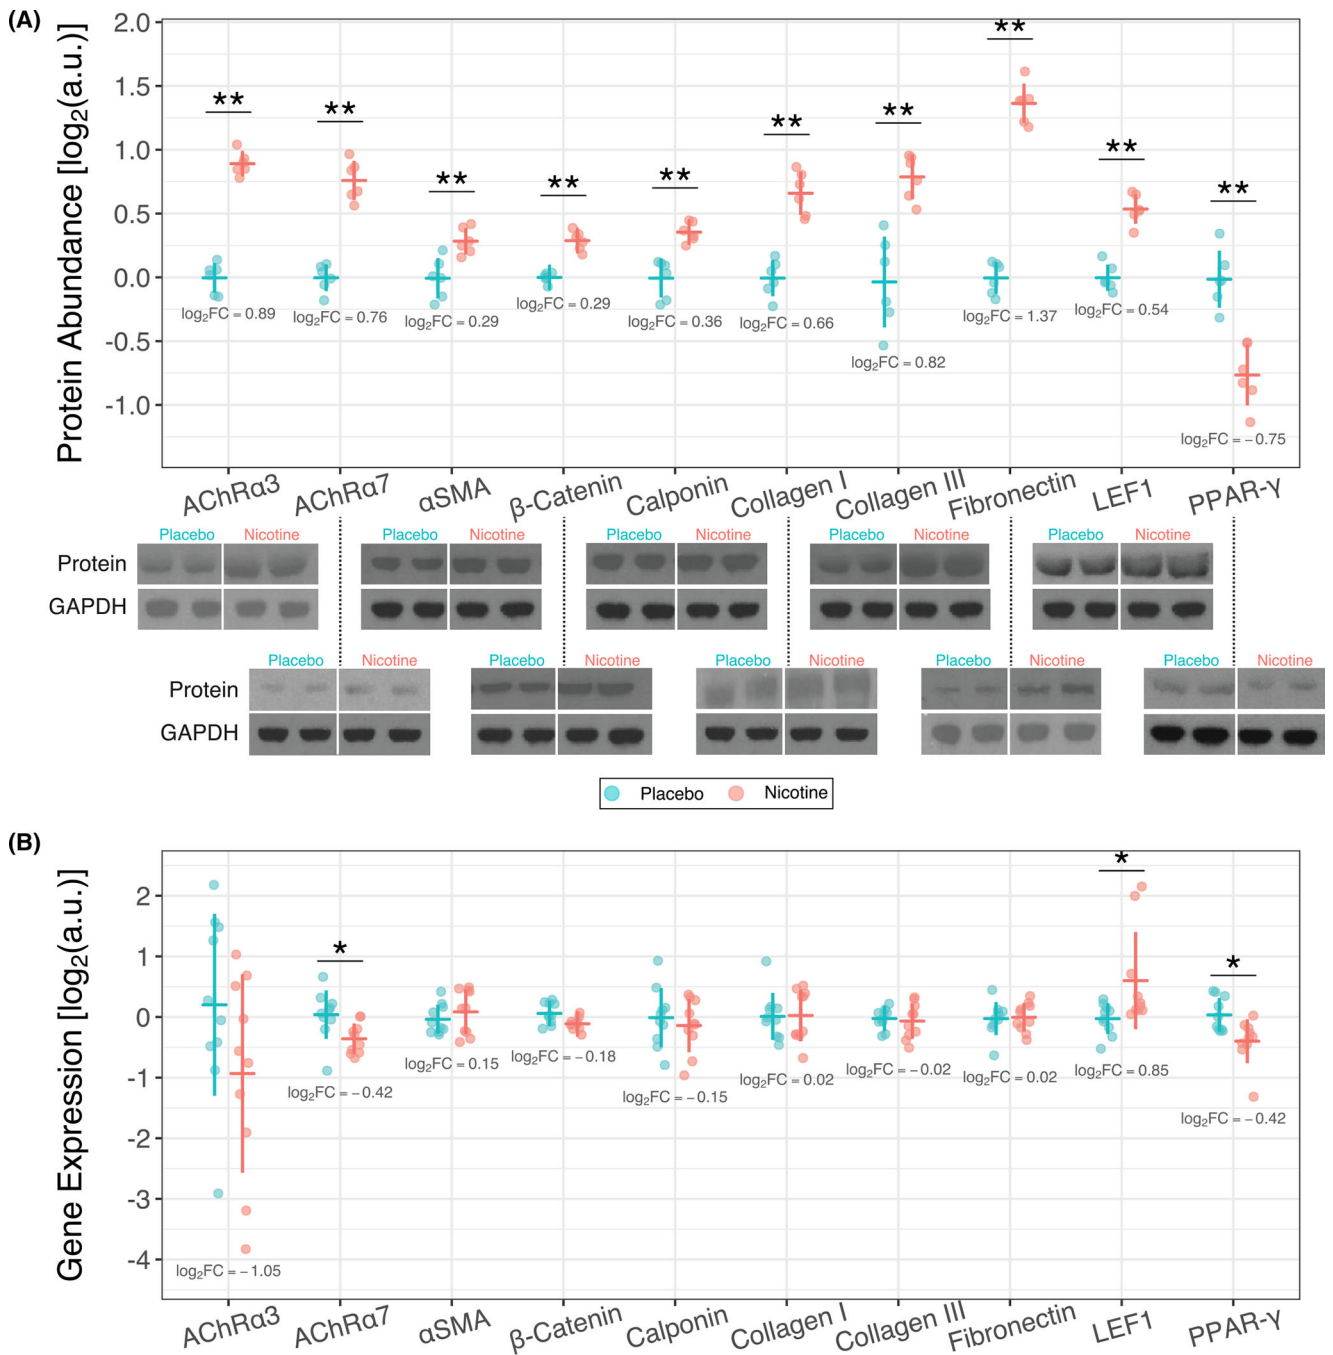 (A)
Protein Abundance [log₂(a.u.)]
2.0
1.5
1.0
0.5
0.0
-0.5
-1.0
** ** ** ** ** ** ** ** ** **
log₂FC = 0.89
log₂FC = 0.76
log₂FC = 0.29
log₂FC = 0.29
log₂FC = 0.36
log₂FC = 0.66
log₂FC = 0.82
log₂FC = 1.37
log₂FC = 0.54
log₂FC = −0.75
AChRα3 AChRα7 αSMA β-Catenin Calponin Collagen I Collagen III Fibronectin LEF1 PPAR-γ
Placebo Nicotine Placebo Nicotine Placebo Nicotine Placebo Nicotine Placebo Nicotine
Protein
GAPDH
Placebo Nicotine Placebo Nicotine Placebo Nicotine Placebo Nicotine Placebo Nicotine
Protein
GAPDH
Placebo Nicotine
(B)
Gene Expression [log₂(a.u.)]
2
1
0
-1
-2
-3
-4
* * *
log₂FC = −1.05
log₂FC = −0.42
log₂FC = 0.15
log₂FC = −0.18
log₂FC = −0.15
log₂FC = 0.02
log₂FC = −0.02
log₂FC = 0.02
log₂FC = 0.85
log₂FC = −0.42
AChRα3 AChRα7 αSMA β-Catenin Calponin Collagen I Collagen III Fibronectin LEF1 PPAR-γ